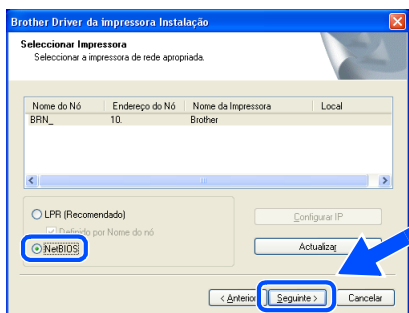 Brother Driver da impressora Instalação
Seleccionar Impressora
Seleccionar a impressora de rede apropriada.
Nome do Nó Endereço do Nó Nome da Impressora Local
BRN_ 10. Brother
LPR (Recomendado)
Definido por Nome do nó
NetBIOS
Configurar IP
Actualizar
< Anterior Seguinte > Cancelar